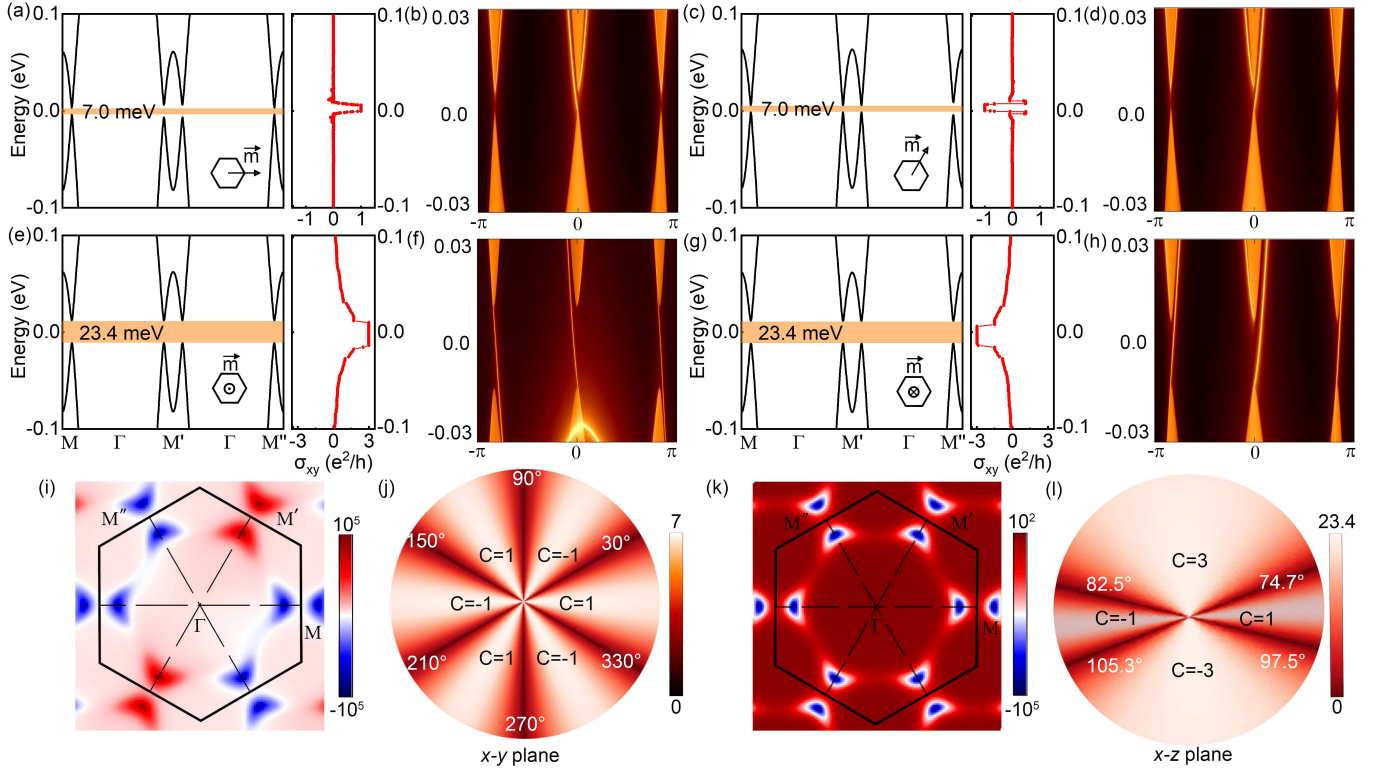 (a)
0.1
0.0
-0.1
Energy (eV)
7.0 meV
m
0.1
0.0
-0.1
-1 0 1
(b)
0.03
0.0
-0.03
-π 0 π
(c)
0.1
0.0
-0.1
Energy (eV)
7.0 meV
m
0.1
0.0
-0.1
-1 0 1
(d)
0.03
0.0
-0.03
-π 0 π
(e)
0.1
0.0
-0.1
Energy (eV)
23.4 meV
m
M Γ M' Γ M''
0.1
0.0
-0.1
0 3
σxy (e²/h)
(f)
0.03
0.0
-0.03
-π 0 π
(g)
0.1
0.0
-0.1
Energy (eV)
23.4 meV
m
M Γ M' Γ M''
0.1
0.0
-0.1
-3 0
σxy (e²/h)
(h)
0.03
0.0
-0.03
-π 0 π
(i)
M'' M'
Γ M
10⁵
-10⁵
(j)
90°
150° C=1 C=-1 30°
C=-1 C=1
210° C=1 C=-1 330°
270°
x-y plane
7
0
(k)
M'' M'
Γ M
10²
-10⁵
(l)
C=3
82.5° 74.7°
C=-1 C=1
105.3° 97.5°
C=-3
x-z plane
23.4
0